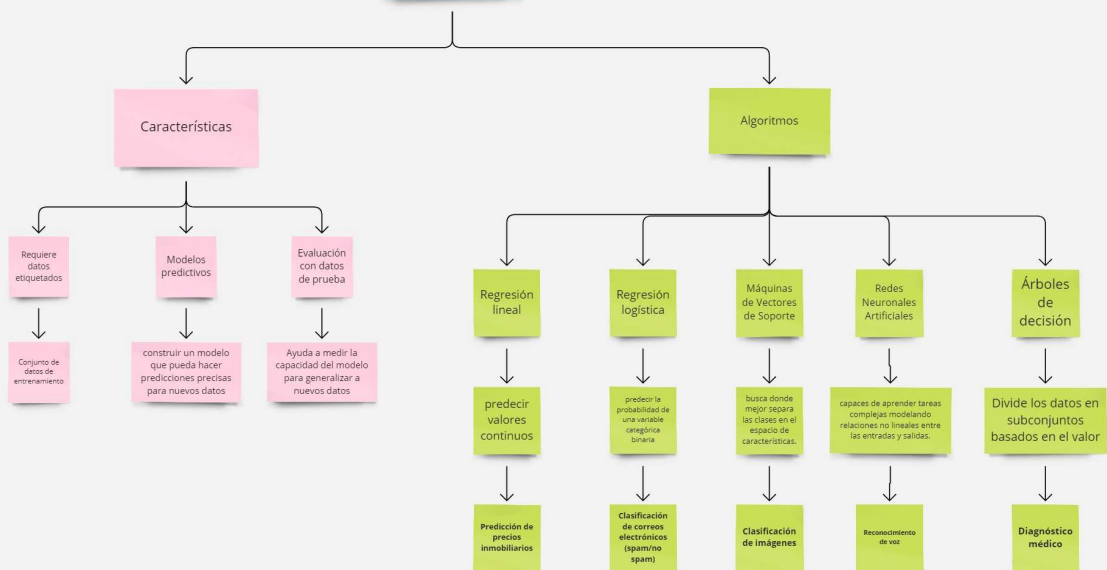 Características
Algoritmos
Requiere
datos
etiquetados
Modelos
predictivos
Evaluación
con datos
de prueba
Conjunto de
datos de
entrenamiento
construir un modelo
que pueda hacer
predicciones precisas
para nuevos datos
Ayuda a medir la
capacidad del modelo
para generalizar a
nuevos datos
Regresión
lineal
Regresión
logística
Máquinas
de Vectores
de Soporte
Redes
Neuronales
Artificiales
Árboles
de
decisión
predecir
valores
continuos
predecir la
probabilidad de
una variable
categórica
binaria
busca donde
mejor separa
las clases en el
espacio de
características.
capaces de aprender tareas
complejas modelando
relaciones no lineales entre
las entradas y salidas.
Divide los datos en
subconjuntos
basados en el valor
Predicción de
precios
inmobiliarios
Clasificación
de correos
electrónicos
(spam/no
spam)
Clasificación
de imágenes
Reconocimiento
de voz
Diagnóstico
médico